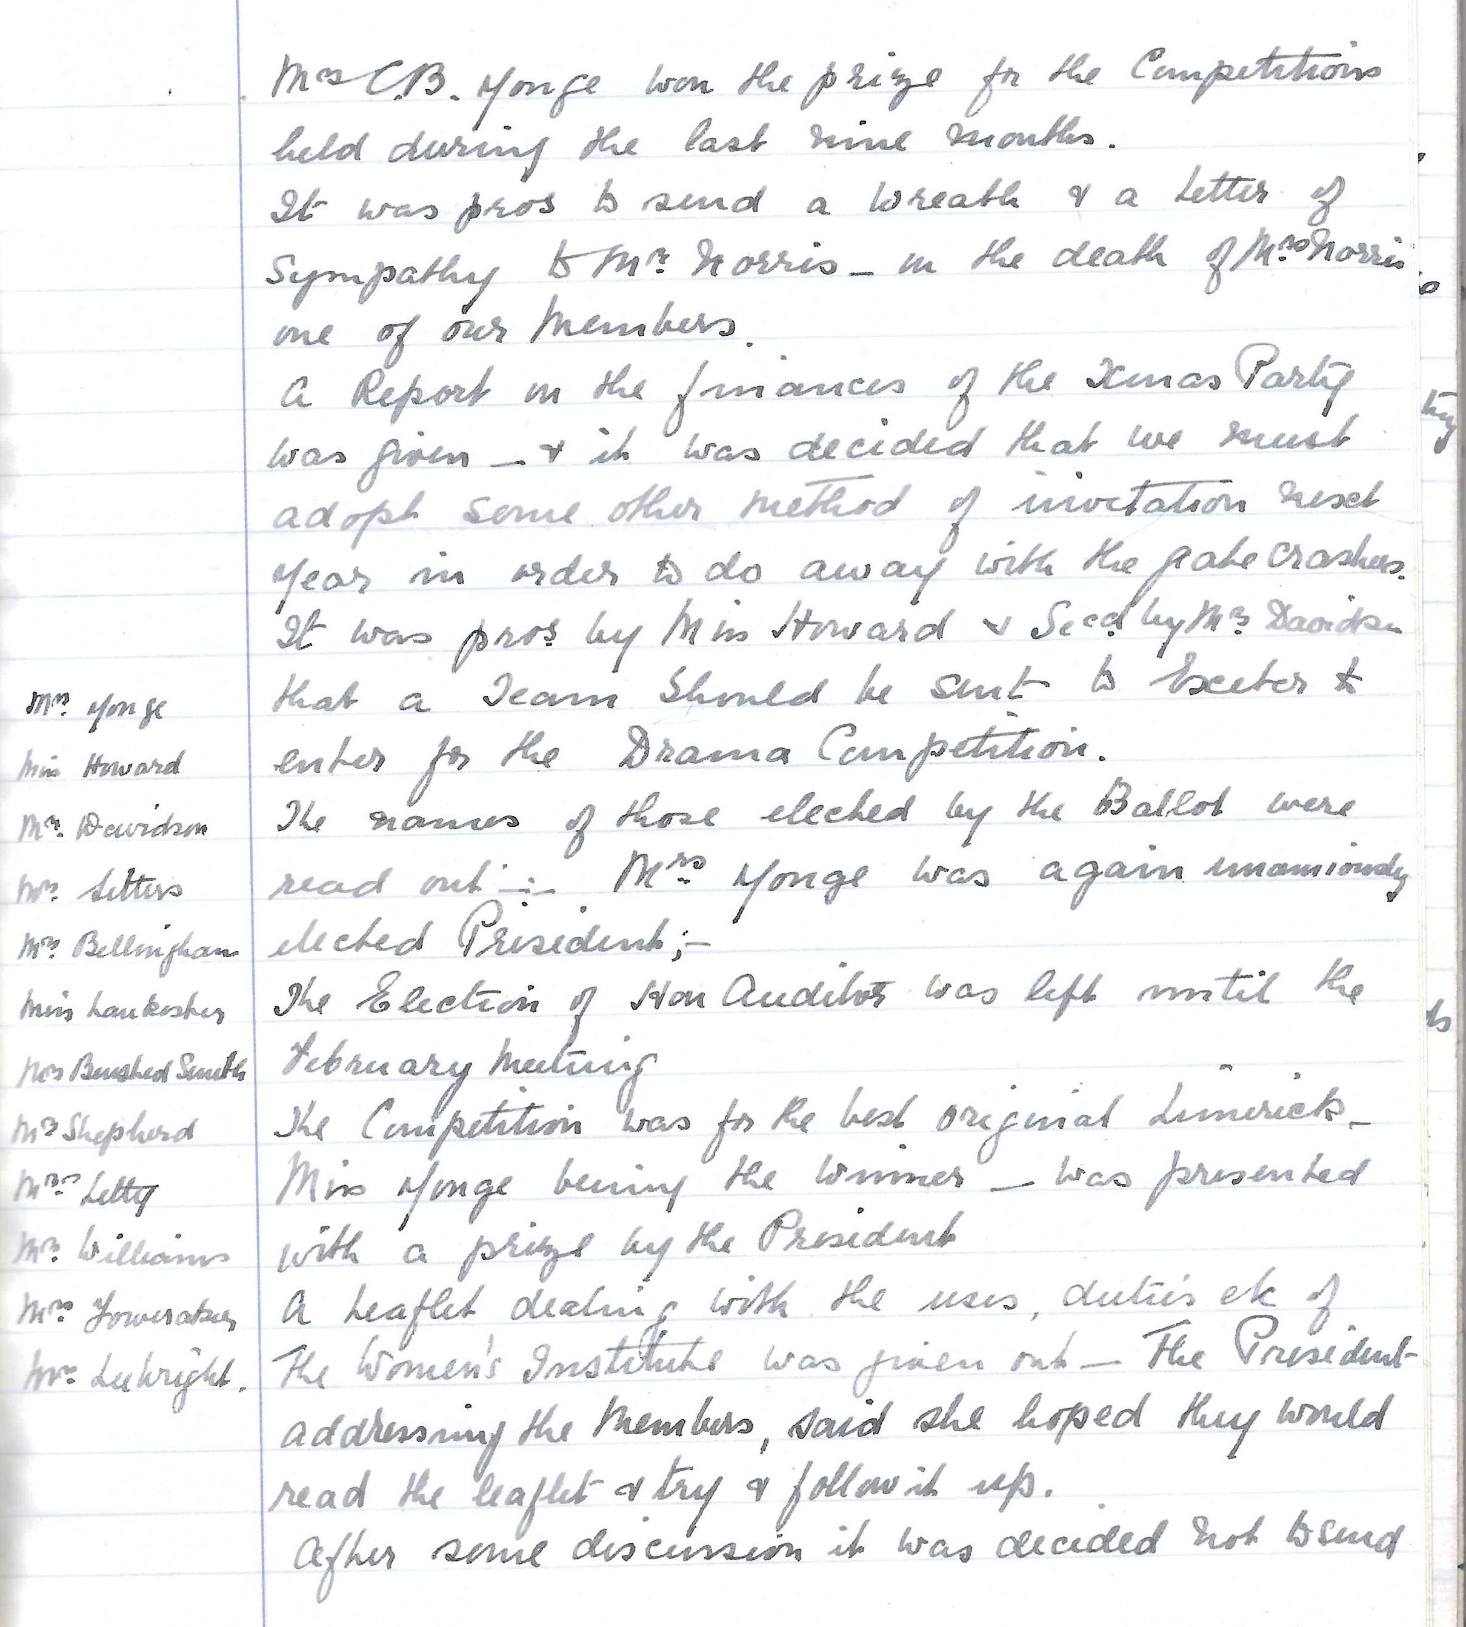 Mrs C.B. Yonge won the prize for the Competitions
held during the last nine months.
It was pros to send a wreath & a Letter of
Sympathy to Mr. Norris _ on the death of Mrs Norris
one of our Members.
A Report on the finances of the Xmas Party
was given _ & it was decided that we must
adopt some other method of invitation next
year in order to do away with the gate crashers.
It was pros by Miss Howard & Secd by Mrs Davidson
that a Team should be sent to Exeter to
enter for the Drama Competition.
The names of those elected by the Ballot were
read out :- Mrs Yonge was again unamiously
elected President;-
The Election of Hon Auditor was left until the
February Meeting
The Competition was for the best original Limerick _
Miss Yonge being the winner _ was presented
with a prize by the President
A Leaflet dealing with the uses, duties etc of
The Women's Institute was given out _ The President
addressing the Members, said she hoped they would
read the leaflet & try & follow it up.
After some discussion it was decided not to send
Mrs. Yonge
Miss Howard
Mrs. Davidson
Mrs. Sitters
Mrs Bellingham
Miss
Mrs Smith
Mrs Shepherd
Mrs Letty
Mrs Williams
Mrs.
Mrs Lee Wright.